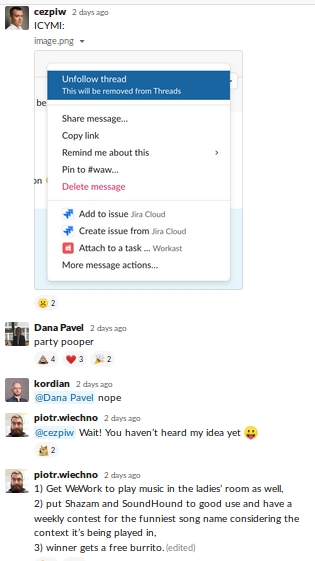 cezpiw 2 days ago
ICYMI:
image.png
Unfollow thread
This will be removed from Threads
be
Share message...
Copy link
Remind me about this
Pin to #waw...
on
Delete message
Add to issue Jira Cloud
Create issue from Jira Cloud
Attach to a task ... Workast
More message actions...
2
Dana Pavel 2 days ago
party pooper
4 3 2
kordian 2 days ago
@Dana Pavel nope
piotr.wiechno 2 days ago
@cezpiw Wait! You haven't heard my idea yet
2
piotr.wiechno 2 days ago
1) Get WeWork to play music in the ladies' room as well,
2) put Shazam and SoundHound to good use and have a
weekly contest for the funniest song name considering the
context it's being played in,
3) winner gets a free burrito. (edited)